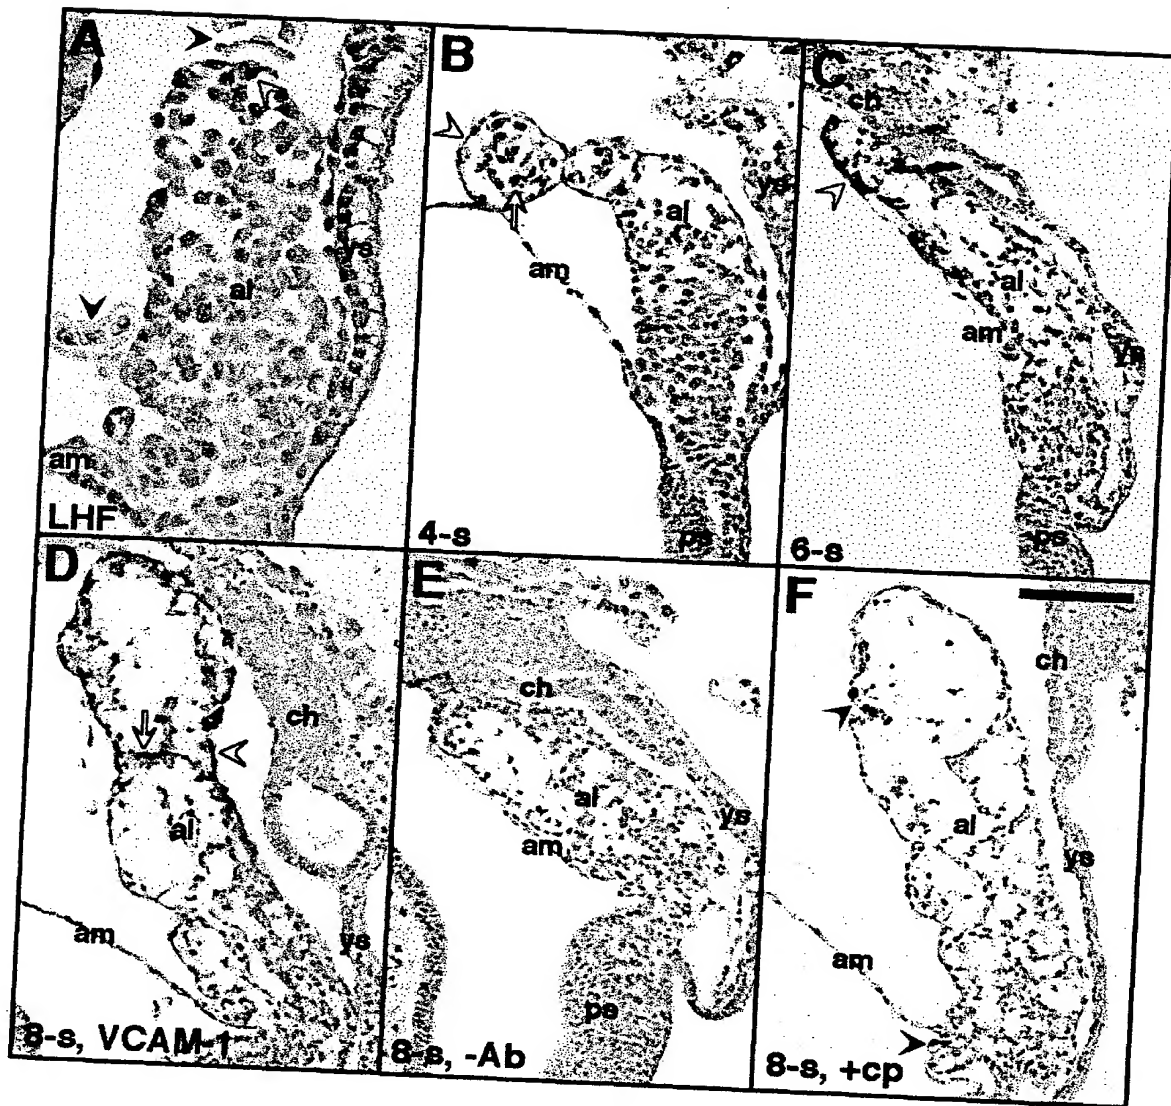 A
al
ys
am
LHF
B
al
ys
am
ps
4-s
C
ch
al
am
ys
ps
6-s
D
ch
al
am
ys
8-s, VCAM-1
E
ch
al
ys
am
ps
8-s, -Ab
F
ch
al
ys
am
8-s, +cp